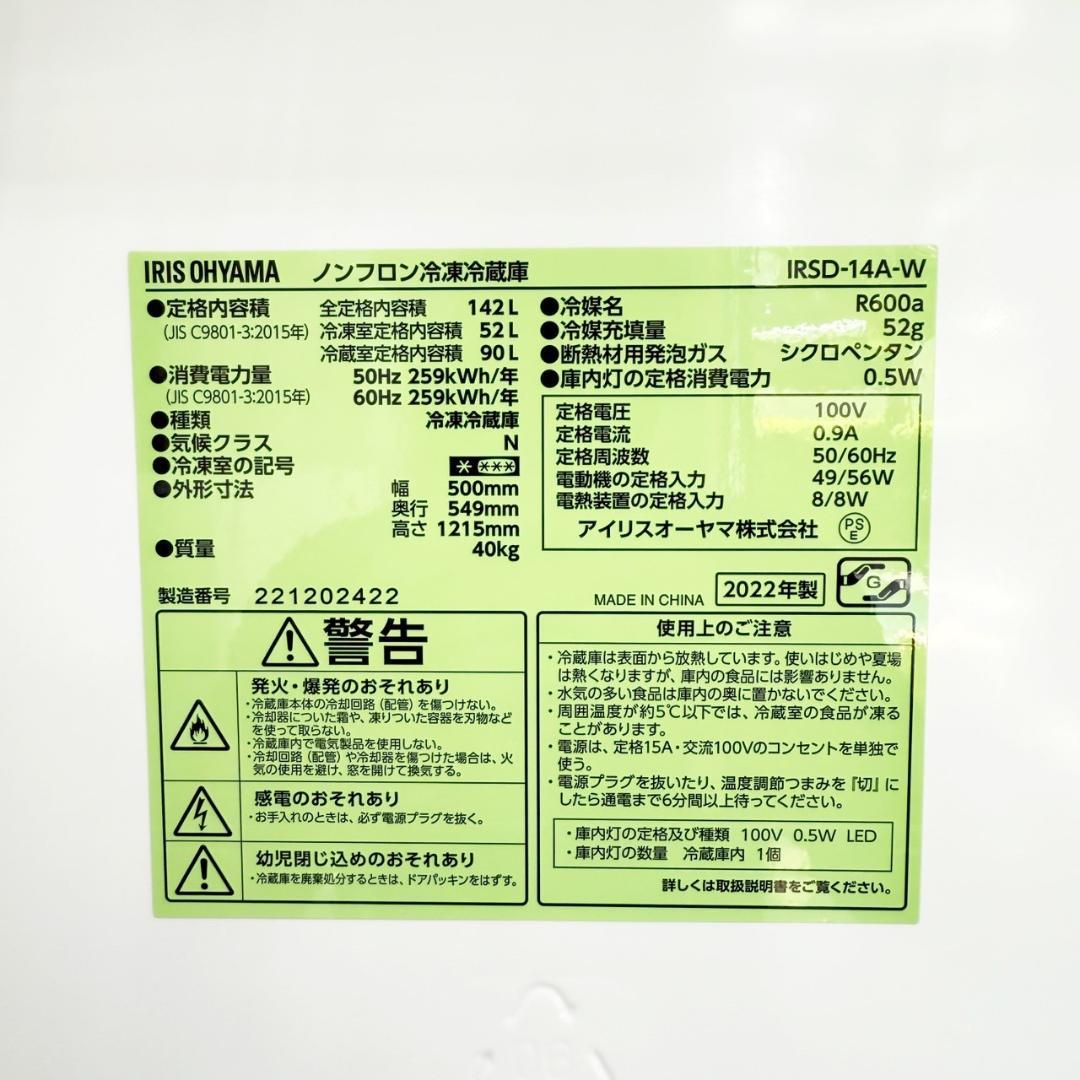 IRIS OHYAMA ノンフロン冷凍冷蔵庫 IRSD-14A-W
●定格内容積 全定格内容積 142L
(JIS C9801-3:2015年) 冷凍室定格内容積 52L
冷蔵室定格内容積 90L
●消費電力量 50Hz 259kWh/年
(JIS C9801-3:2015年) 60Hz 259kWh/年
●種類 冷凍冷蔵庫
●気候クラス N
●冷凍室の記号
●外形寸法 幅 500mm
奥行 549mm
高さ 1215mm
●質量 40kg
●冷媒名 R600a
●冷媒充填量 52g
●断熱材用発泡ガス シクロペンタン
●庫内灯の定格消費電力 0.5W
定格電圧 100V
定格電流 0.9A
定格周波数 50/60Hz
電動機の定格入力 49/56W
電熱装置の定格入力 8/8W
アイリスオーヤマ株式会社 PSE
製造番号 221202422
MADE IN CHINA 2022年製 G
警告
発火・爆発のおそれあり
・冷蔵庫本体の冷却回路(配管)を傷つけない。
・冷却器についた霜や、凍りついた容器を刃物など
を使って取らない。
・冷蔵庫内で電気製品を使用しない。
・冷却回路(配管)や冷却器を傷つけた場合は、火
気の使用を避け、窓を開けて換気する。
感電のおそれあり
・お手入れのときは、必ず電源プラグを抜く。
幼児閉じ込めのおそれあり
・冷蔵庫を廃棄処分するときは、ドアパッキンをはずす。
使用上のご注意
・冷蔵庫は表面から放熱しています。使いはじめや夏場
は熱くなりますが、庫内の食品には影響ありません。
・水気の多い食品は庫内の奥に置かないでください。
・周囲温度が約5℃以下では、冷蔵室の食品が凍る
ことがあります。
・電源は、定格15A・交流100Vのコンセントを単独で
使う。
・電源プラグを抜いたり、温度調節つまみを『切』に
したら通電まで6分間以上待ってください。
・庫内灯の定格及び種類 100V 0.5W LED
・庫内灯の数量 冷蔵庫内 1個
詳しくは取扱説明書をご覧ください。